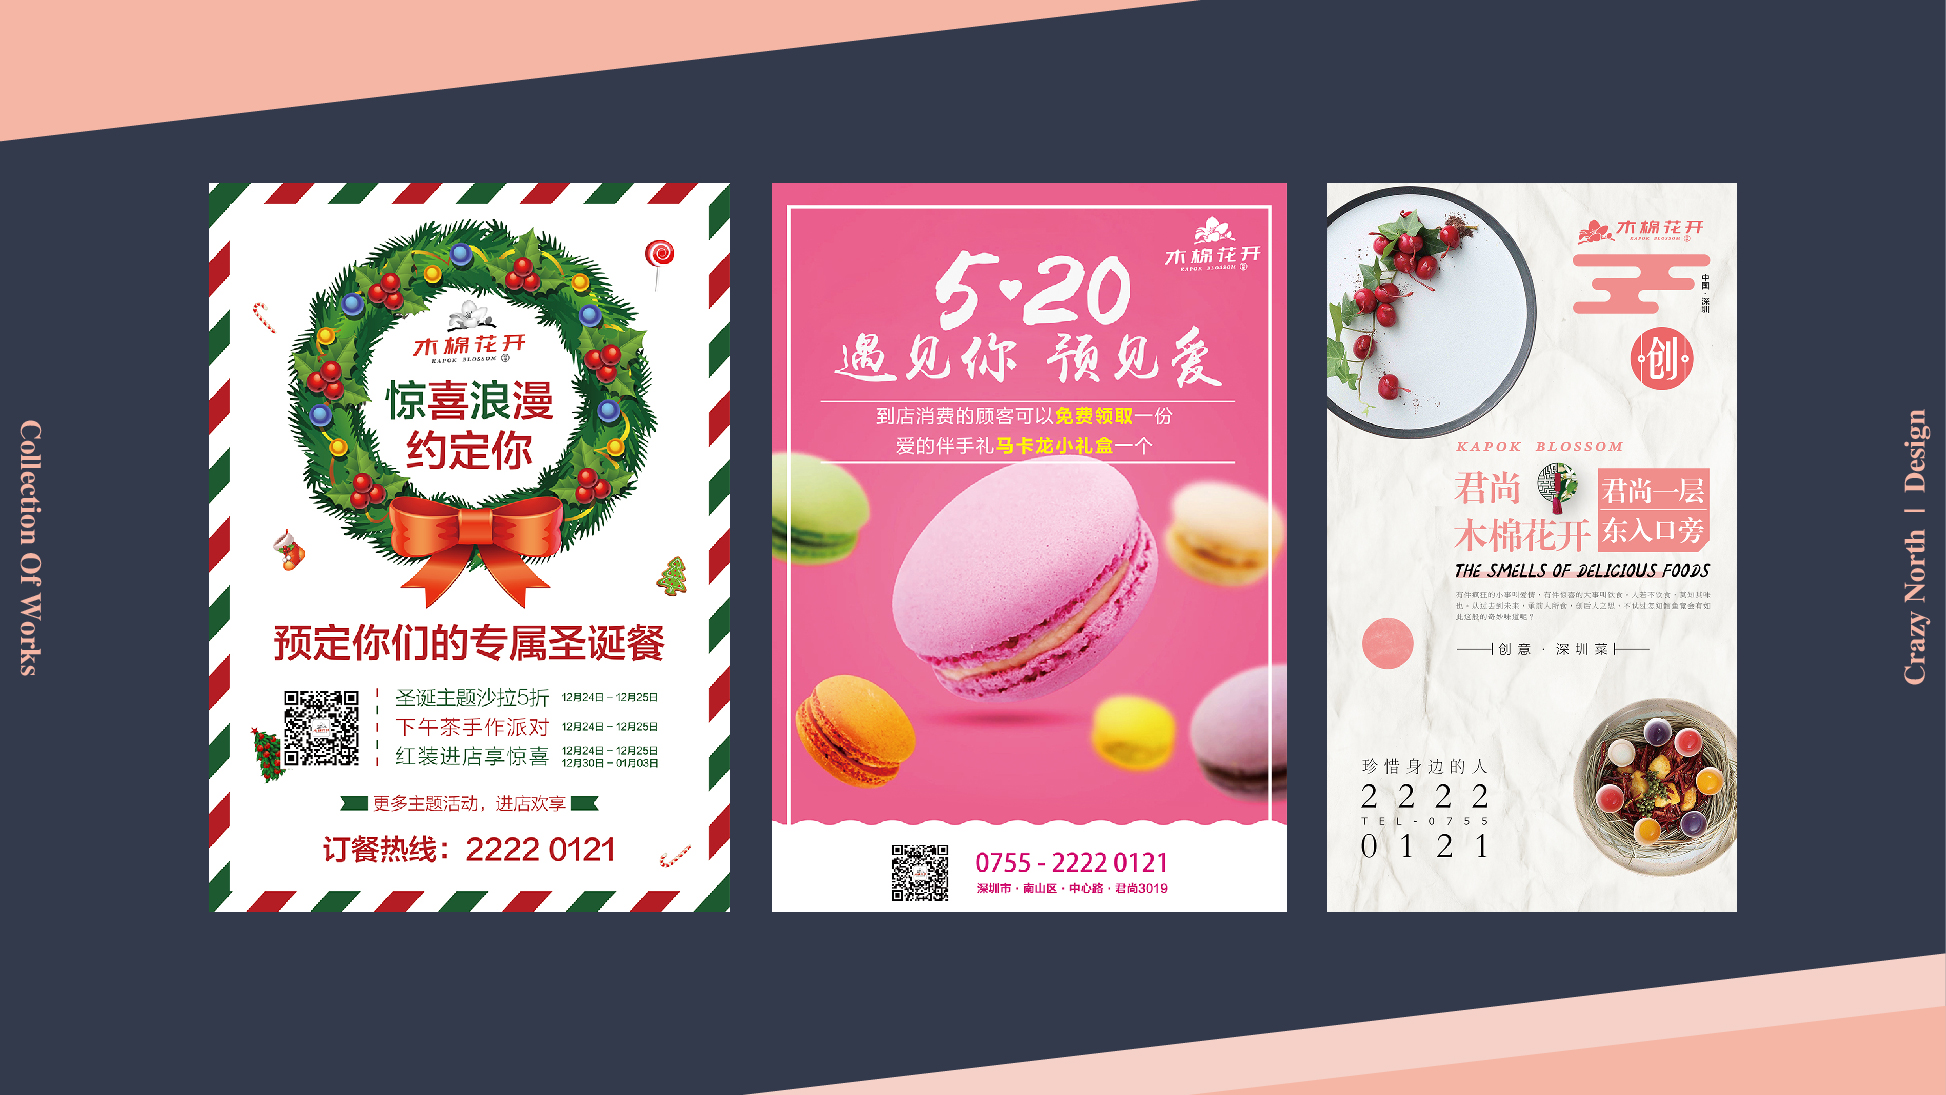 Collection Of Works
木棉花开
KAPOK BLOSSOM
惊喜浪漫
约定你
预定你们的专属圣诞餐
圣诞主题沙拉5折 12月24日-12月25日
下午茶手作派对 12月24日-12月25日
红装进店享惊喜 12月24日-12月25日
12月30日-01月03日
更多主题活动，进店欢享
订餐热线：2222 0121
木棉花开
KAPOK BLOSSOM
5·20
遇见你 预见爱
到店消费的顾客可以免费领取一份
爱的伴手礼马卡龙小礼盒一个
0755 - 2222 0121
深圳市·南山区·中心路·君尚3019
木棉花开
KAPOK BLOSSOM
中国·深圳
创
KAPOK BLOSSOM
君尚
木棉花开
君尚一层
东入口旁
THE SMELLS OF DELICIOUS FOODS
创意·深圳菜
珍惜身边的人
2222
TEL-0755
0121
Crazy North | Design